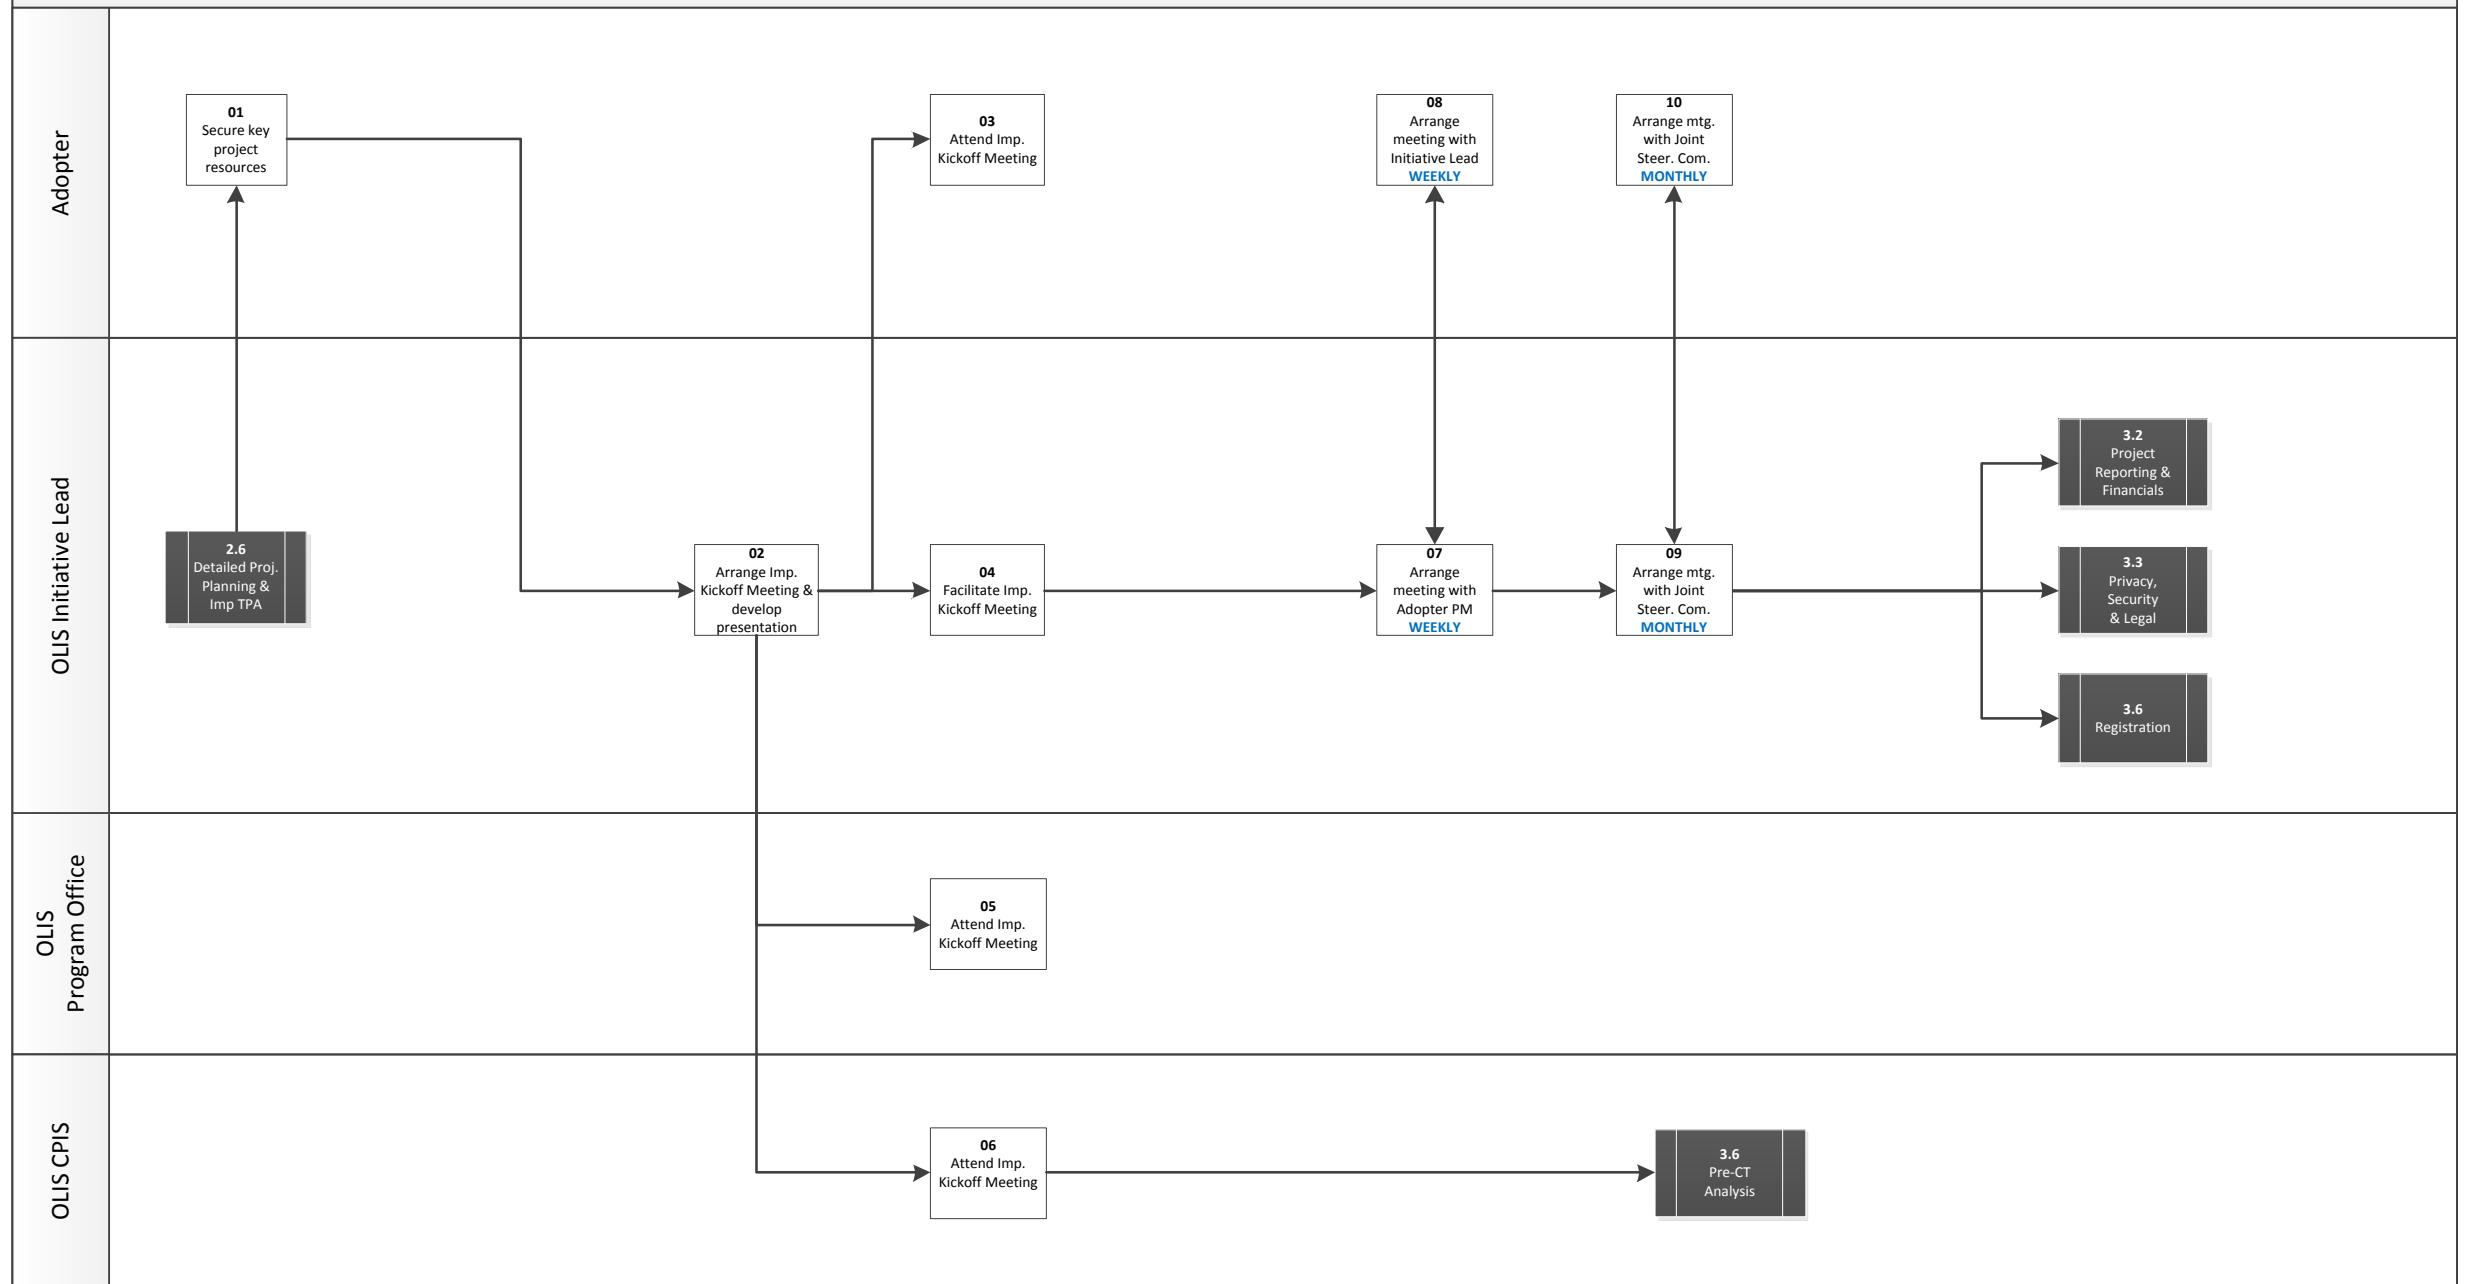 Adopter
01
Secure key
project
resources
03
Attend Imp.
Kickoff Meeting
08
Arrange
meeting with
Initiative Lead
WEEKLY
10
Arrange mtg.
with Joint
Steer. Com.
MONTHLY
OLIS Initiative Lead
2.6
Detailed Proj.
Planning &
Imp TPA
02
Arrange Imp.
Kickoff Meeting &
develop
presentation
04
Facilitate Imp.
Kickoff Meeting
07
Arrange
meeting with
Adopter PM
WEEKLY
09
Arrange mtg.
with Joint
Steer. Com.
MONTHLY
3.2
Project
Reporting &
Financials
3.3
Privacy,
Security
& Legal
3.6
Registration
OLIS
Program Office
05
Attend Imp.
Kickoff Meeting
OLIS CPIS
06
Attend Imp.
Kickoff Meeting
3.6
Pre-CT
Analysis